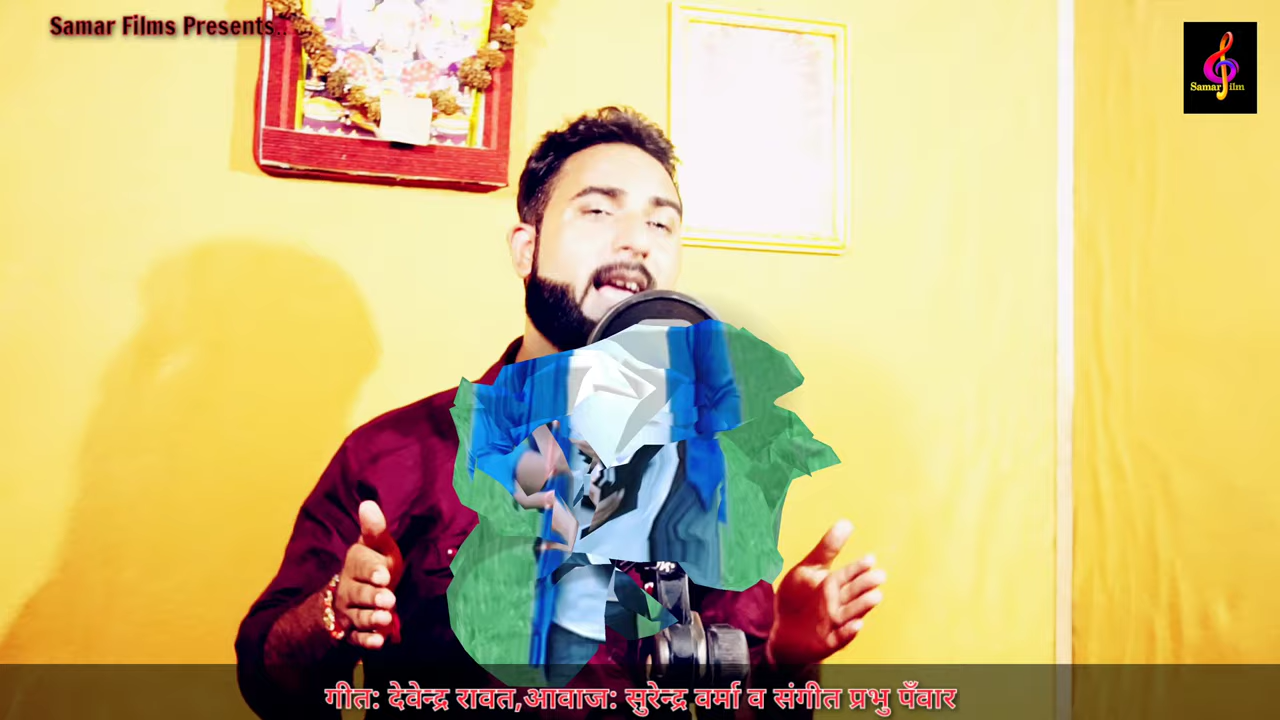 Samar Films Presents..
Samar Film
गीत: देवेन्द्र रावत,आवाज: सुरेन्द्र वर्मा व संगीत प्रभु पँवार